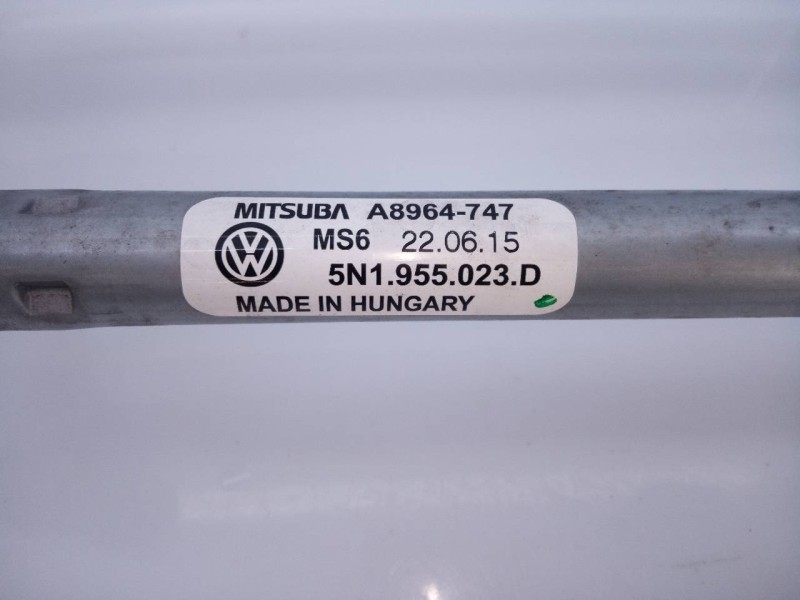 MITSUBA A8964-747
MS6 22.06.15
5N1.955.023.D
MADE IN HUNGARY